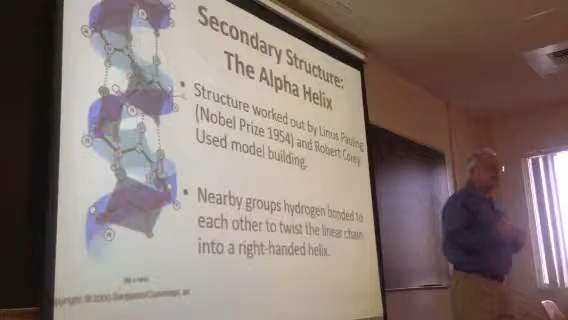 Secondary Structure:
The Alpha Helix
• Structure worked out by Linus Pauling
(Nobel Prize 1954) and Robert Corey.
Used model building.
• Nearby groups hydrogen bonded to
each other to twist the linear chain
into a right-handed helix.